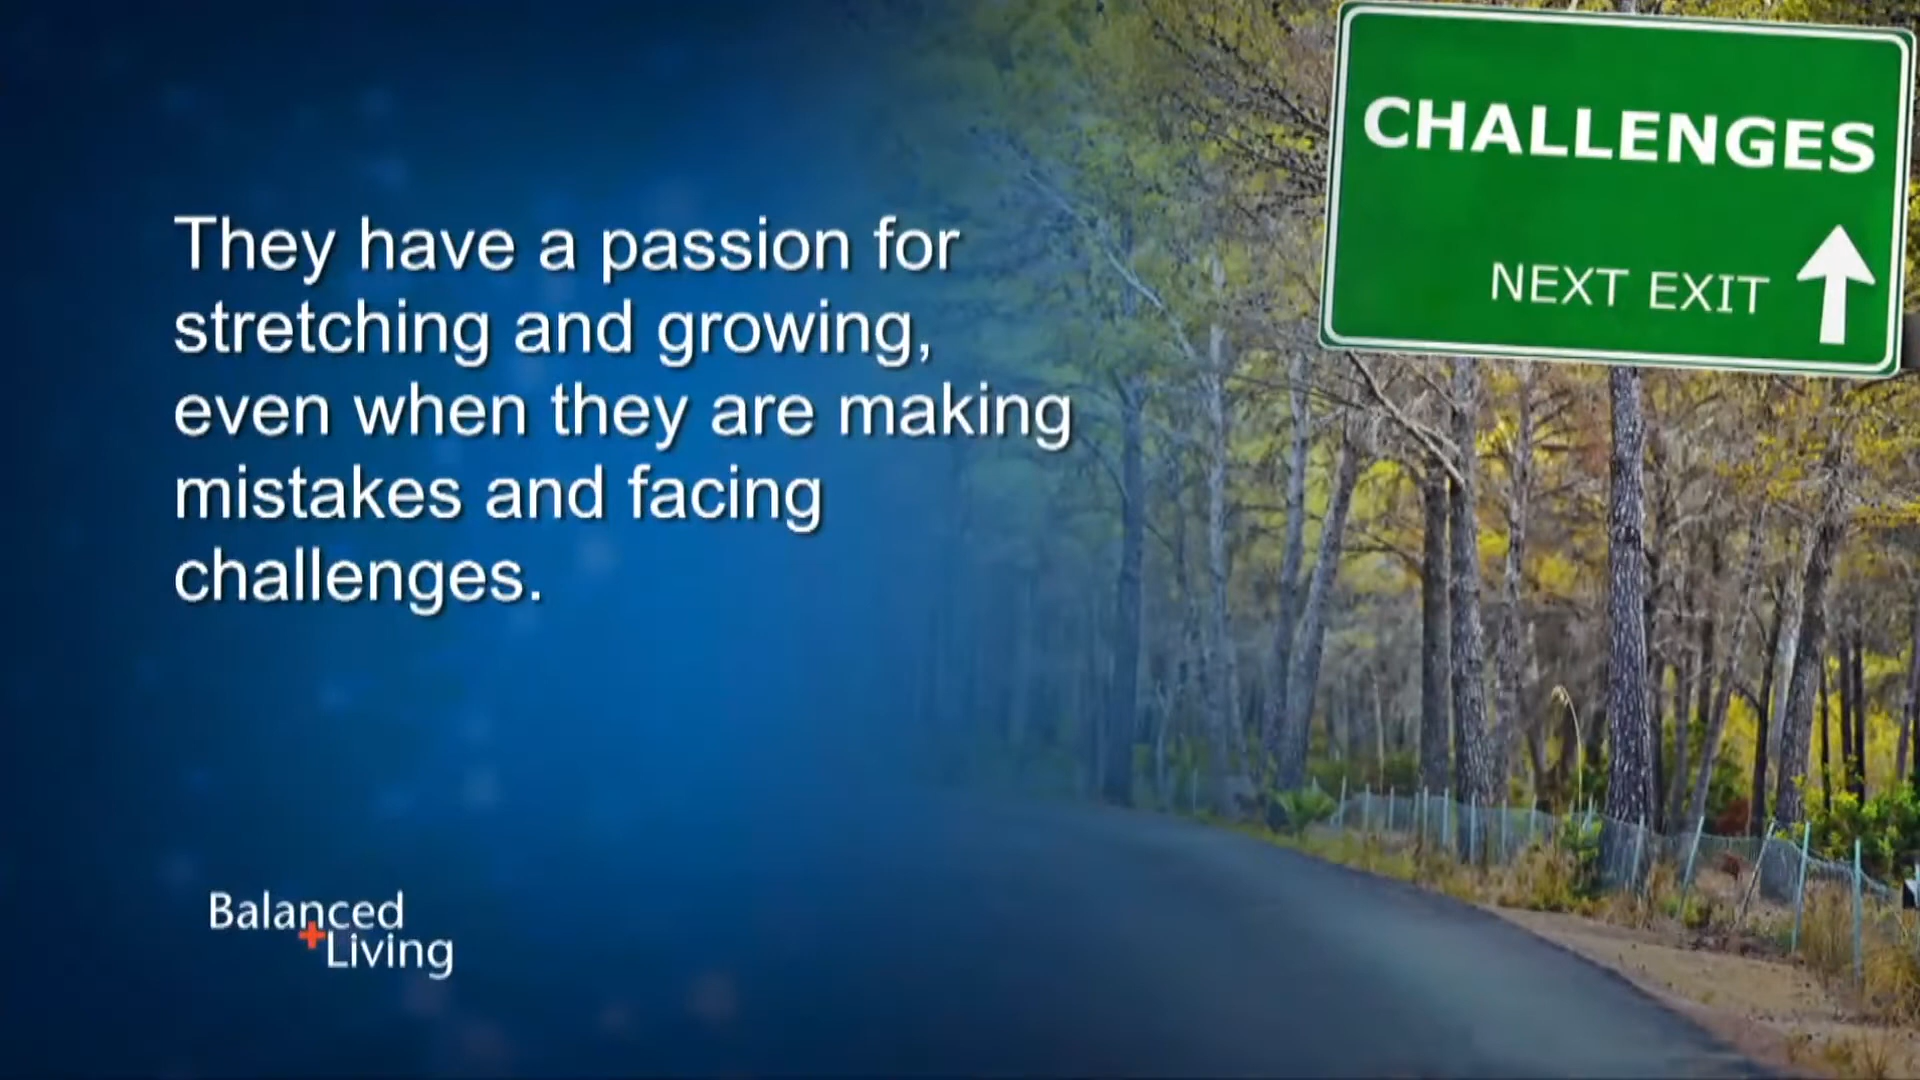 They have a passion for
stretching and growing,
even when they are making
mistakes and facing
challenges.
CHALLENGES
NEXT EXIT
Balanced
Living